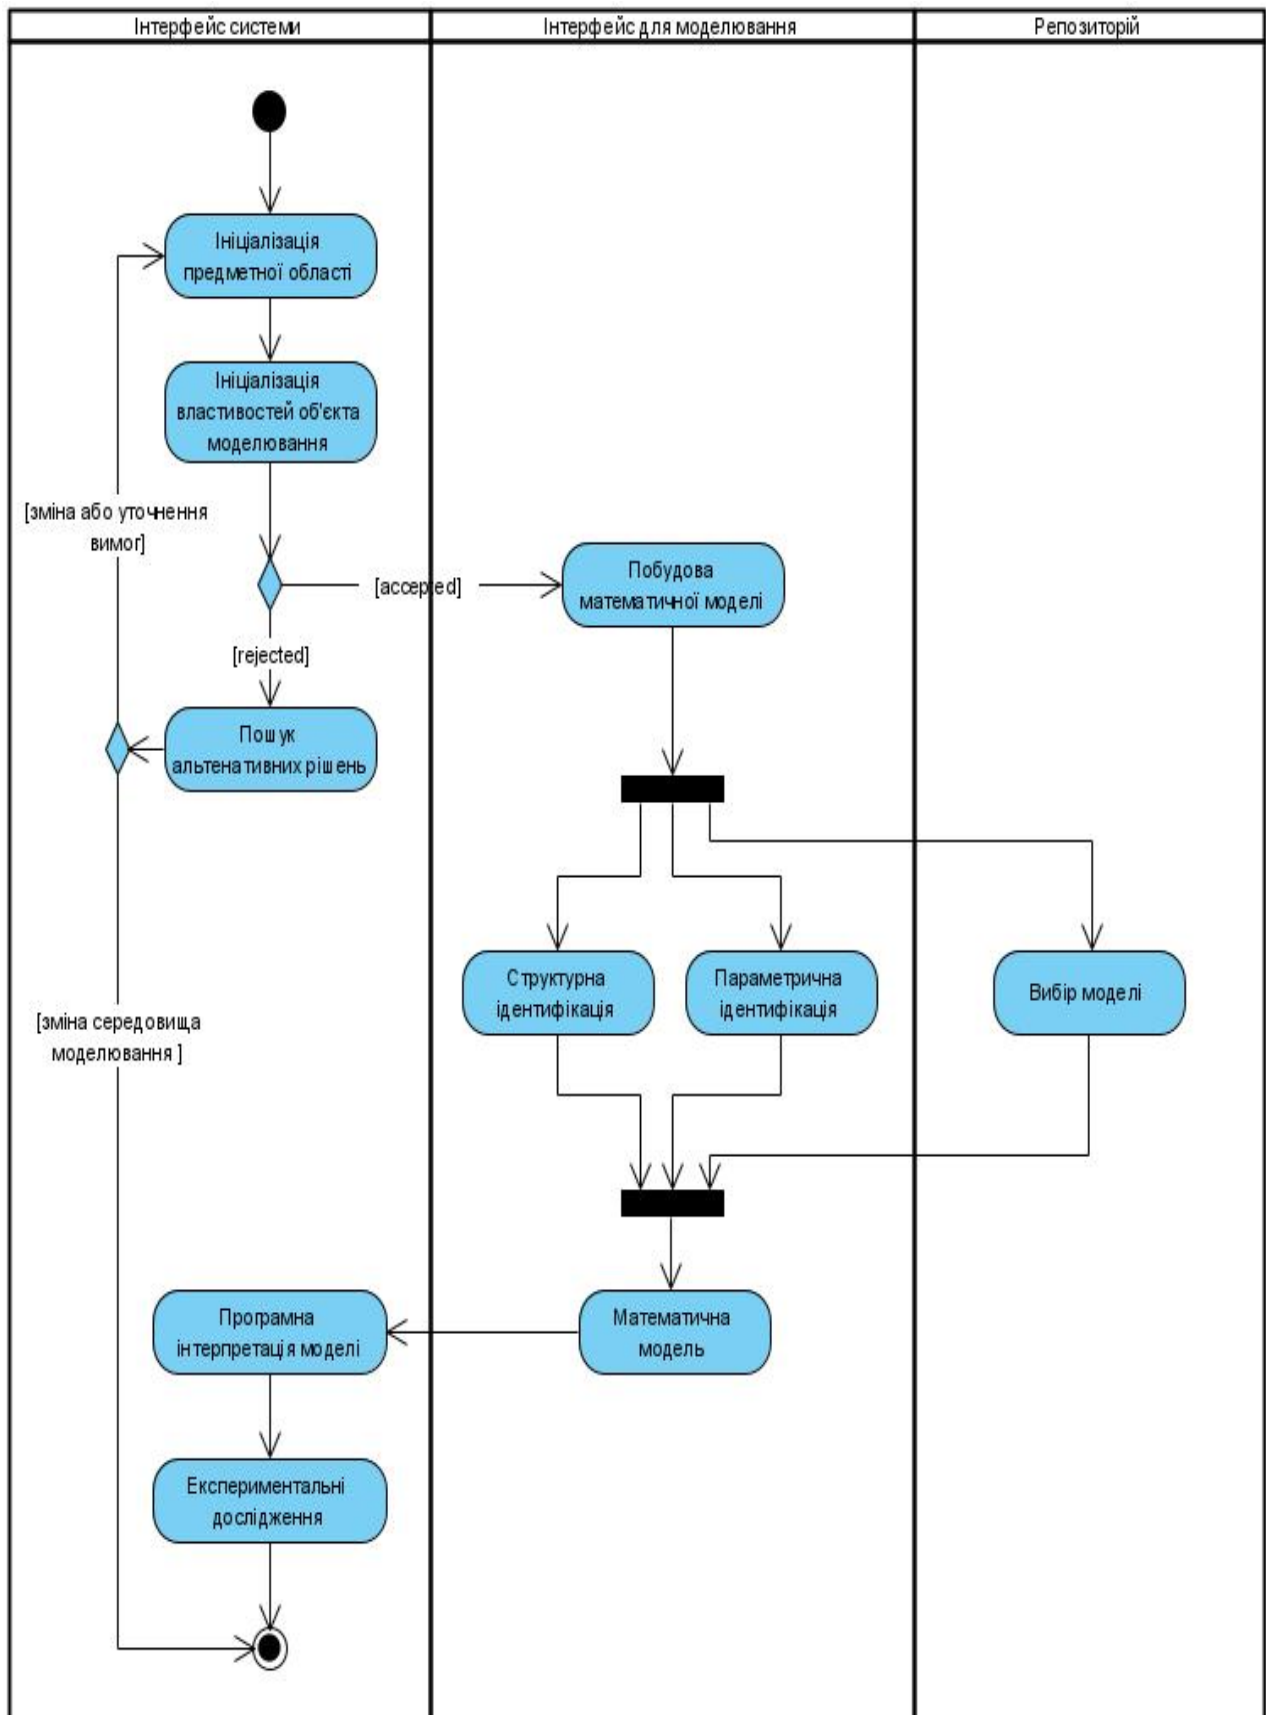 Інтерфейс системи
Інтерфейс для моделювання
Репозиторій
Ініціалізація
предметної області
Ініціалізація
властивостей об'єкта
моделювання
[зміна або уточнення
вимог]
[accepted]
Побудова
математичної моделі
[rejected]
Пошук
альтенативних рішень
Структурна
ідентифікація
Параметрична
ідентифікація
Вибір моделі
[зміна середовища
моделювання ]
Програмна
інтерпретація моделі
Математична
модель
Експериментальні
дослідження